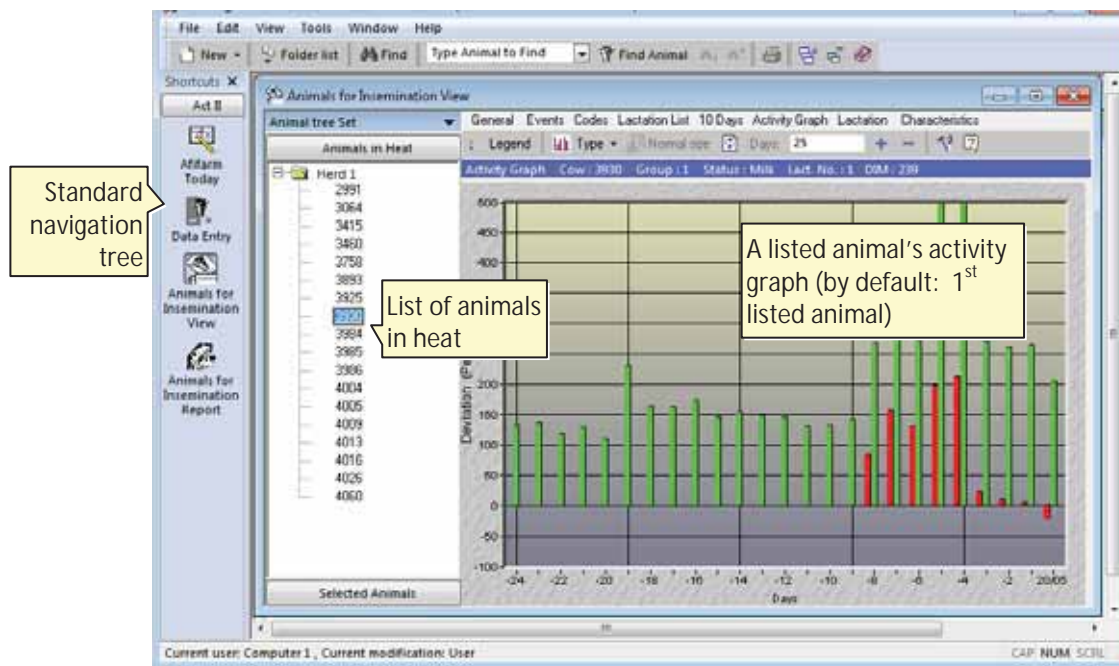 File Edit View Tools Window Help
New Folder list Find Type Animal to Find Find Animal
Shortcuts X
Act II
Afifarm
Today
Data Entry
Animals for
Insemination
View
Animals for
Insemination
Report
Standard
navigation
tree
Animals for Insemination View
Animal tree Set
Animals in Heat
Herd 1
2991
3064
3415
3460
3758
3893
3925
3930
3984
3985
3986
4004
4005
4009
4013
4016
4026
4060
Selected Animals
List of animals
in heat
General Events Codes Lactation List 10 Days Activity Graph Lactation Characteristics
Legend Type Normal size Days: 25
Activity Graph Cow : 3930 Group : 1 Status : Milk Lact. No. : 1 DIM : 239
A listed animal's activity
graph (by default: 1st
listed animal)
500
450
400
200
150
100
50
0
-50
-100
Deviation
-24 -22 -20 -18 -16 -14 -12 -10 -8 -6 -4 -2 20/05
Days
Current user: Computer 1 , Current modification: User
CAP NUM SCRL